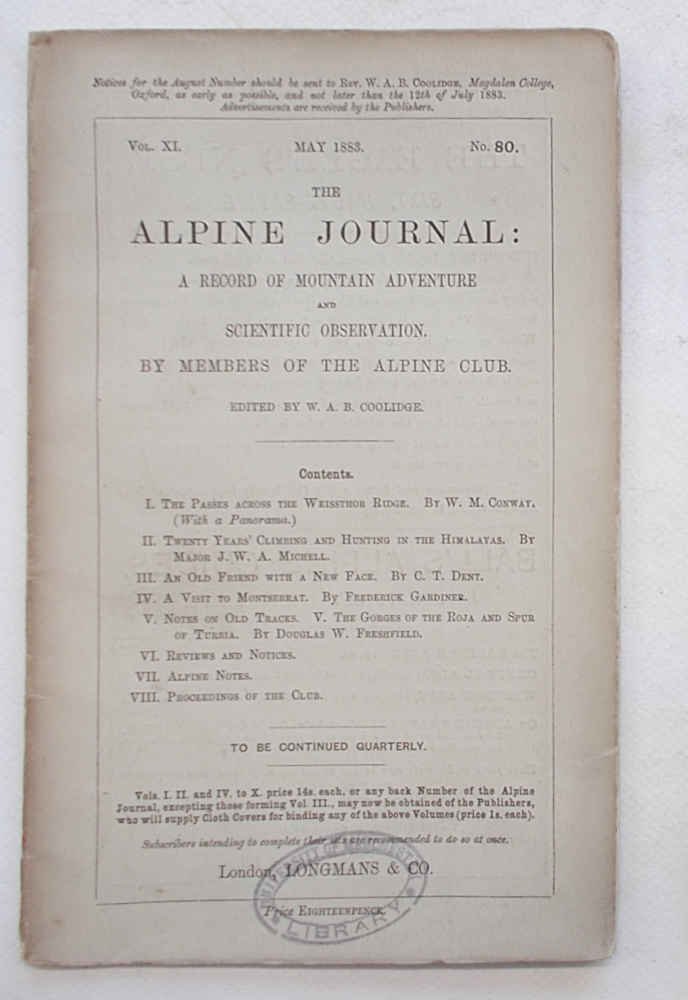 Notices for the August Number should be sent to Rev. W. A. B. Coolidge, Magdalen College,
Oxford, as early as possible, and not later than the 12th of July 1883.
Advertisements are received by the Publishers.
Vol. XI. MAY 1883. No. 80.
THE
ALPINE JOURNAL:
A RECORD OF MOUNTAIN ADVENTURE
AND
SCIENTIFIC OBSERVATION.
BY MEMBERS OF THE ALPINE CLUB.
EDITED BY W. A. B. COOLIDGE.
Contents.
I. The Passes across the Weissthor Ridge. By W. M. Conway.
(With a Panorama.)
II. Twenty Years' Climbing and Hunting in the Himalayas. By
Major J. W. A. Michell.
III. An Old Friend with a New Face. By C. T. Dent.
IV. A Visit to Montserrat. By Frederick Gardiner.
V. Notes on Old Tracks. V. The Gorges of the Roja and Spur
of Turbia. By Douglas W. Freshfield.
VI. Reviews and Notices.
VII. Alpine Notes.
VIII. Proceedings of the Club.
TO BE CONTINUED QUARTERLY.
Vols. I. II. and IV. to X. price 14s. each, or any back Number of the Alpine
Journal, excepting those forming Vol. III., may now be obtained of the Publishers,
who will supply Cloth Covers for binding any of the above Volumes (price 1s. each).
Subscribers intending to complete their sets are recommended to do so at once.
London, LONGMANS & CO.
Price Eighteenpence.
UNIVERSITY OF
LIBRARY